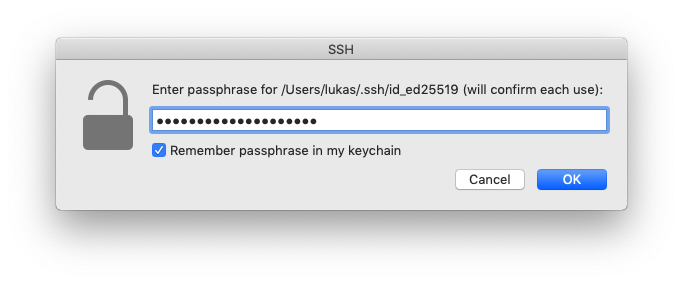 SSH
Enter passphrase for /Users/lukas/.ssh/id_ed25519 (will confirm each use):
••••••••••••••••••••
Remember passphrase in my keychain
Cancel
OK